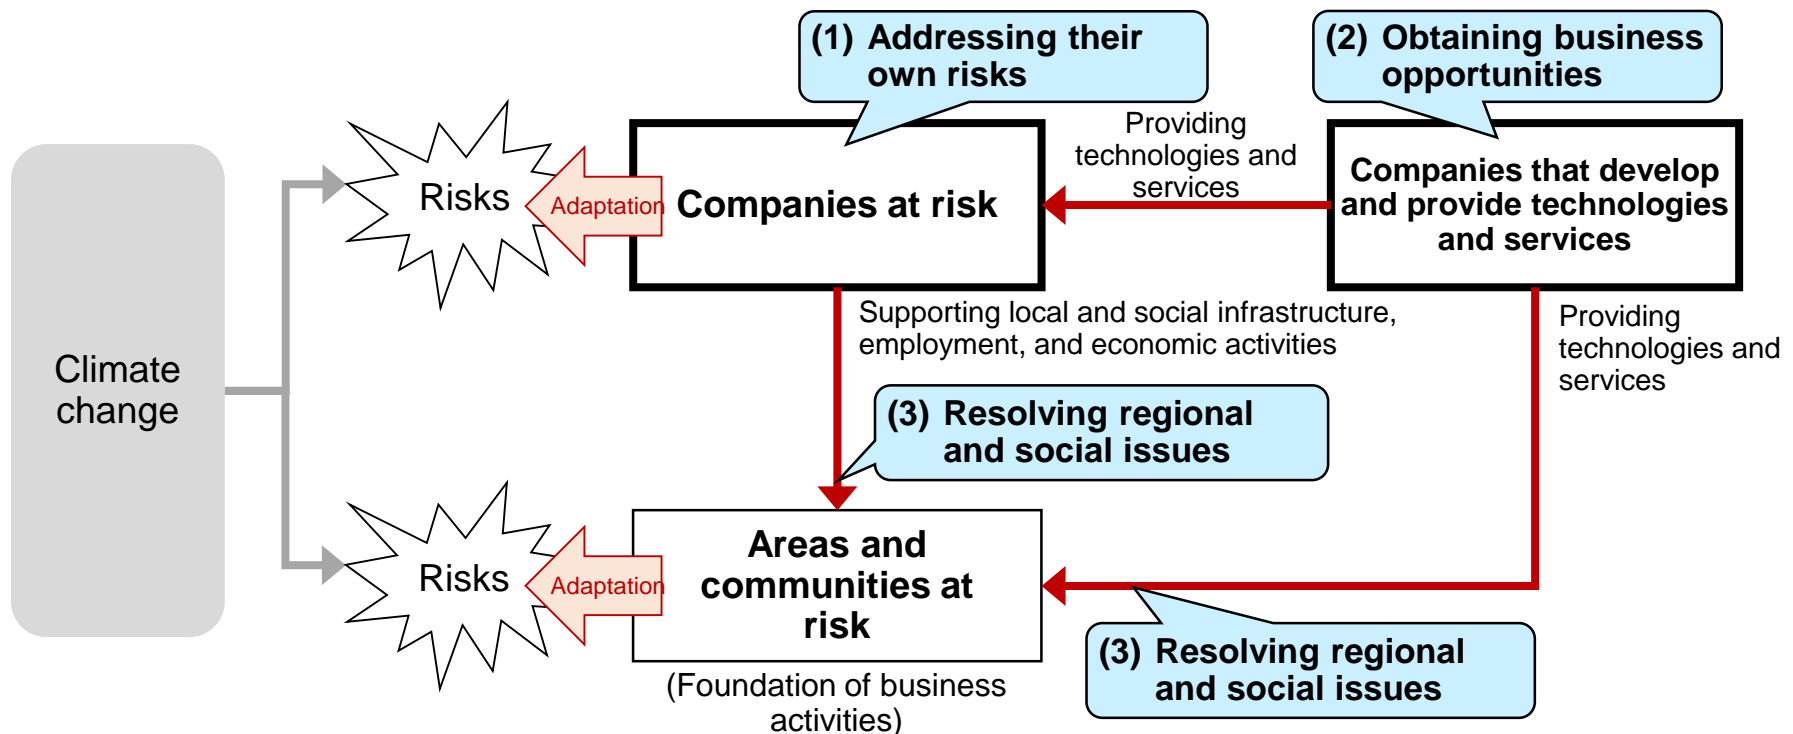 (1) Addressing their
own risks
(2) Obtaining business
opportunities
Providing
technologies and
services
Risks
Adaptation
Companies at risk
Companies that develop
and provide technologies
and services
Supporting local and social infrastructure,
employment, and economic activities
Providing
technologies and
services
Climate
change
(3) Resolving regional
and social issues
Risks
Adaptation
Areas and
communities at
risk
(Foundation of business
activities)
(3) Resolving regional
and social issues